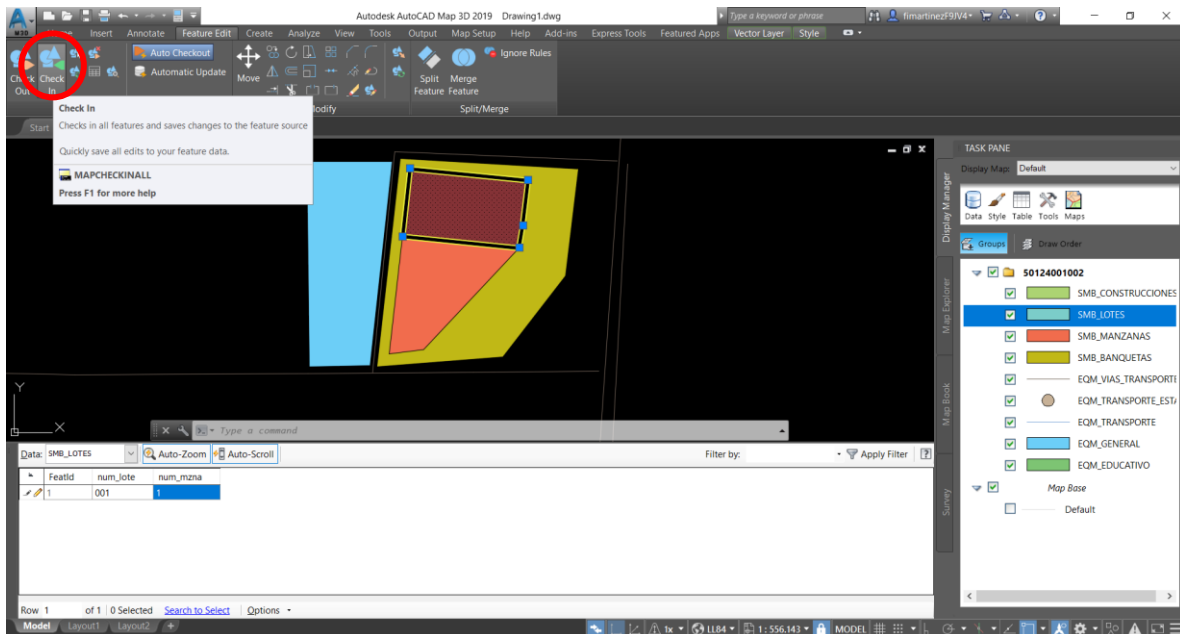 Autodesk AutoCAD Map 3D 2019 Drawing1.dwg
Type a keyword or phrase
fimartinezF9JV4
M3D
Insert Annotate Feature Edit Create Analyze View Tools Output Map Setup Help Add-ins Express Tools Featured Apps Vector Layer Style
Check Out
Check In
Auto Checkout
Automatic Update
Move
Split Feature
Merge Feature
Ignore Rules
Modify
Split/Merge
Start
Check In
Checks in all features and saves changes to the feature source
Quickly save all edits to your feature data.
MAPCHECKINALL
Press F1 for more help
Y
X
Type a command
TASK PANE
Display Map: Default
Data Style Table Tools Maps
Groups Draw Order
Display Manager
Map Explorer
Map Book
Survey
50124001002
SMB_CONSTRUCCIONES
SMB_LOTES
SMB_MANZANAS
SMB_BANQUETAS
EQM_VIAS_TRANSPORTE
EQM_TRANSPORTE_EST
EQM_TRANSPORTE
EQM_GENERAL
EQM_EDUCATIVO
Map Base
Default
Data: SMB_LOTES Auto-Zoom Auto-Scroll Filter by: Apply Filter ?
FeatId num_lote num_mzna
1 001 1
Row 1 of 1 0 Selected Search to Select Options
Model Layout1 Layout2 +
1x LL84 1 : 556.143 MODEL